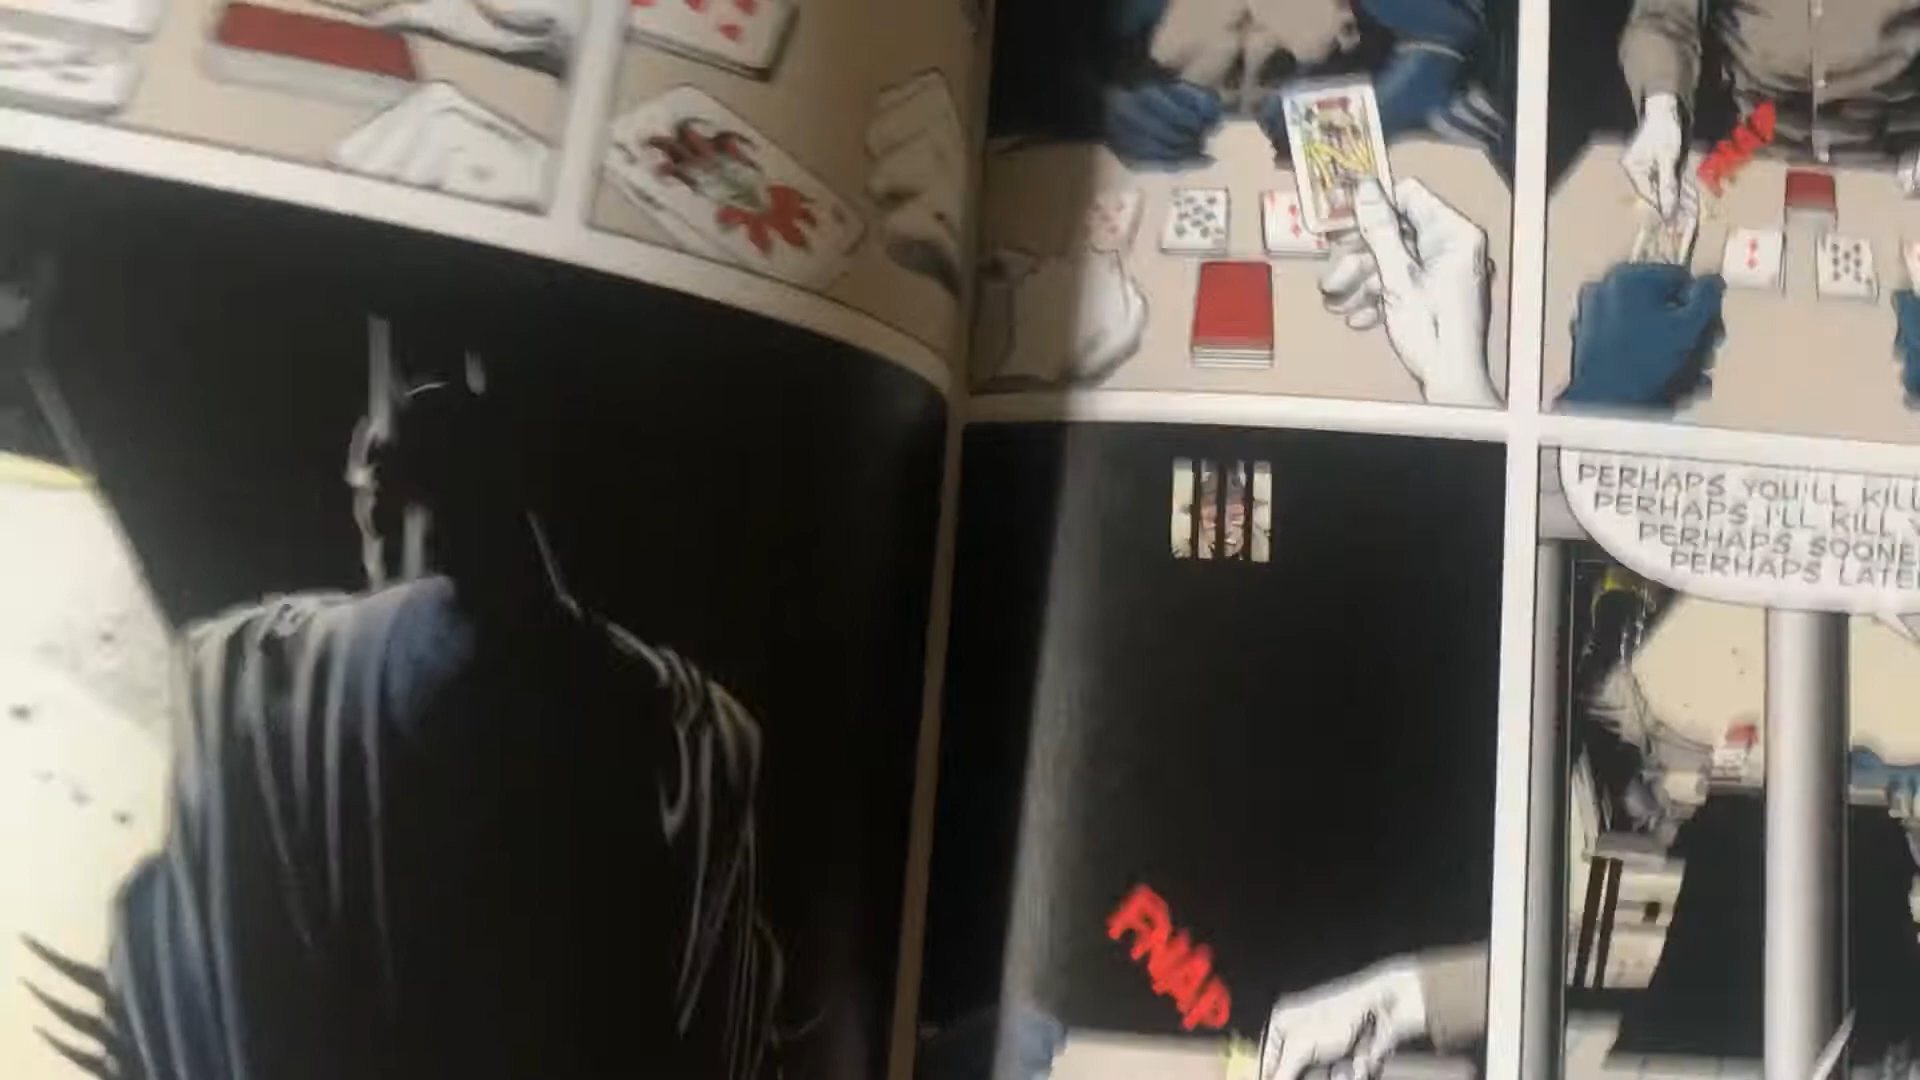 FNAP
PERHAPS YOU'LL KILL
PERHAPS I'LL KILL Y
PERHAPS SOONE
PERHAPS LATE
FNAP